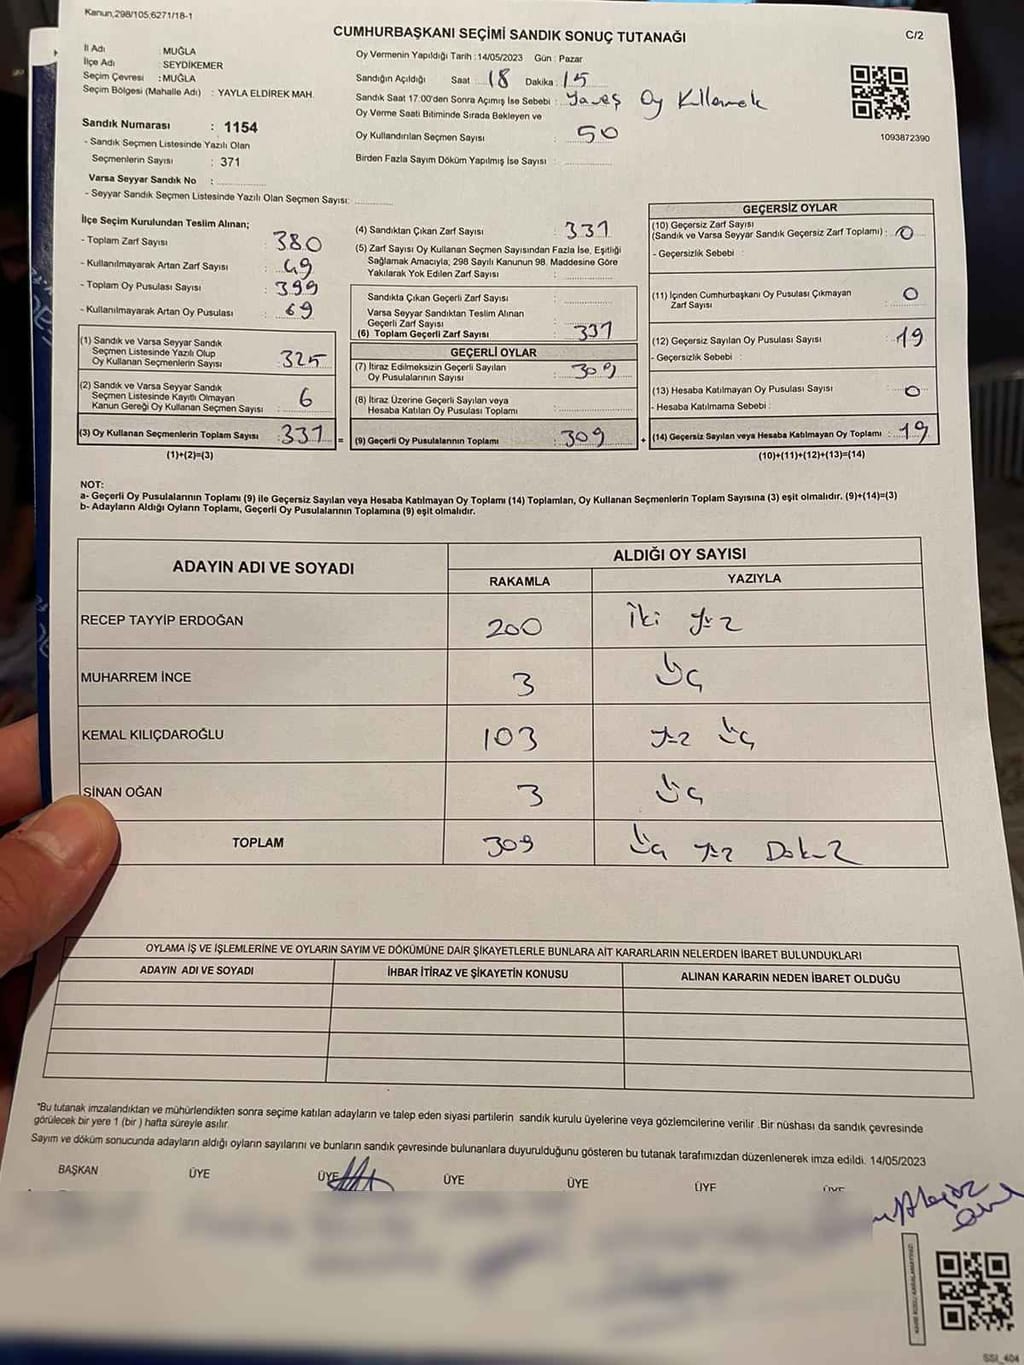 Kanun,298/105,6271/18-1
CUMHURBAŞKANI SEÇİMİ SANDIK SONUÇ TUTANAĞI
C/2
İl Adı : MUĞLA
İlçe Adı : SEYDİKEMER
Seçim Çevresi : MUĞLA
Seçim Bölgesi (Mahalle Adı) : YAYLA ELDİREK MAH.
Sandık Numarası : 1154
- Sandık Seçmen Listesinde Yazılı Olan
Seçmenlerin Sayısı : 371
Varsa Seyyar Sandık No :
- Seyyar Sandık Seçmen Listesinde Yazılı Olan Seçmen Sayısı:
Oy Vermenin Yapıldığı Tarih :14/05/2023 Gün : Pazar
Sandığın Açıldığı Saat 18 Dakika : 15
Sandık Saat 17.00'den Sonra Açımış İse Sebebi : Yavaş Oy Kullanmak
Oy Verme Saati Bitiminde Sırada Bekleyen ve
Oy Kullandırılan Seçmen Sayısı : 50
Birden Fazla Sayım Döküm Yapılmış İse Sayısı :
1093872390
İlçe Seçim Kurulundan Teslim Alınan;
- Toplam Zarf Sayısı : 380
- Kullanılmayarak Artan Zarf Sayısı : 49
- Toplam Oy Pusulası Sayısı : 399
- Kullanılmayarak Artan Oy Pusulası : 69
(1) Sandık ve Varsa Seyyar Sandık
Seçmen Listesinde Yazılı Olup
Oy Kullanan Seçmenlerin Sayısı : 325
(2) Sandık ve Varsa Seyyar Sandık
Seçmen Listesinde Kayıtlı Olmayan
Kanun Gereği Oy Kullanan Seçmen Sayısı : 6
(3) Oy Kullanan Seçmenlerin Toplam Sayısı : 331 =
(1)+(2)=(3)
(4) Sandıktan Çıkan Zarf Sayısı : 331
(5) Zarf Sayısı Oy Kullanan Seçmen Sayısından Fazla İse, Eşitliği
Sağlamak Amacıyla; 298 Sayılı Kanunun 98. Maddesine Göre
Yakılarak Yok Edilen Zarf Sayısı :
Sandıkta Çıkan Geçerli Zarf Sayısı :
Varsa Seyyar Sandıktan Teslim Alınan
Geçerli Zarf Sayısı
(6) Toplam Geçerli Zarf Sayısı : 331
GEÇERLİ OYLAR
(7) İtiraz Edilmeksizin Geçerli Sayılan
Oy Pusulalarının Sayısı : 309
(8) İtiraz Üzerine Geçerli Sayılan veya
Hesaba Katılan Oy Pusulası Toplamı :
(9) Geçerli Oy Pusulalarının Toplamı : 309 +
GEÇERSİZ OYLAR
(10) Geçersiz Zarf Sayısı
(Sandık ve Varsa Seyyar Sandık Geçersiz Zarf Toplamı) : 0
- Geçersizlik Sebebi :
(11) İçinden Cumhurbaşkanı Oy Pusulası Çıkmayan
Zarf Sayısı : 0
(12) Geçersiz Sayılan Oy Pusulası Sayısı : 19
- Geçersizlik Sebebi :
(13) Hesaba Katılmayan Oy Pusulası Sayısı : 0
- Hesaba Katılmama Sebebi :
(14) Geçersiz Sayılan veya Hesaba Katılmayan Oy Toplamı : 19
(10)+(11)+(12)+(13)=(14)
NOT:
a- Geçerli Oy Pusulalarının Toplamı (9) ile Geçersiz Sayılan veya Hesaba Katılmayan Oy Toplamı (14) Toplamları, Oy Kullanan Seçmenlerin Toplam Sayısına (3) eşit olmalıdır. (9)+(14)=(3)
b- Adayların Aldığı Oyların Toplamı, Geçerli Oy Pusulalarının Toplamına (9) eşit olmalıdır.
ADAYIN ADI VE SOYADI
ALDIĞI OY SAYISI
RAKAMLA YAZIYLA
RECEP TAYYİP ERDOĞAN 200 İki yüz
MUHARREM İNCE 3 üç
KEMAL KILIÇDAROĞLU 103 yüz üç
SİNAN OĞAN 3 üç
TOPLAM 309 üç yüz Dokuz
OYLAMA İŞ VE İŞLEMLERİNE VE OYLARIN SAYIM VE DÖKÜMÜNE DAİR ŞİKAYETLERLE BUNLARA AİT KARARLARIN NELERDEN İBARET BULUNDUKLARI
ADAYIN ADI VE SOYADI İHBAR İTİRAZ VE ŞİKAYETİN KONUSU ALINAN KARARIN NEDEN İBARET OLDUĞU
"Bu tutanak imzalandıktan ve mühürlendikten sonra seçime katılan adayların ve talep eden siyasi partilerin sandık kurulu üyelerine veya gözlemcilerine verilir .Bir nüshası da sandık çevresinde
görülecek bir yere 1 (bir ) hafta süreyle asılır.
Sayım ve döküm sonucunda adayların aldığı oyların sayılarını ve bunların sandık çevresinde bulunanlara duyurulduğunu gösteren bu tutanak tarafımızdan düzenlenerek imza edildi. 14/05/2023
BAŞKAN ÜYE ÜYE ÜYE ÜYE ÜYE ÜYE
SSI_404